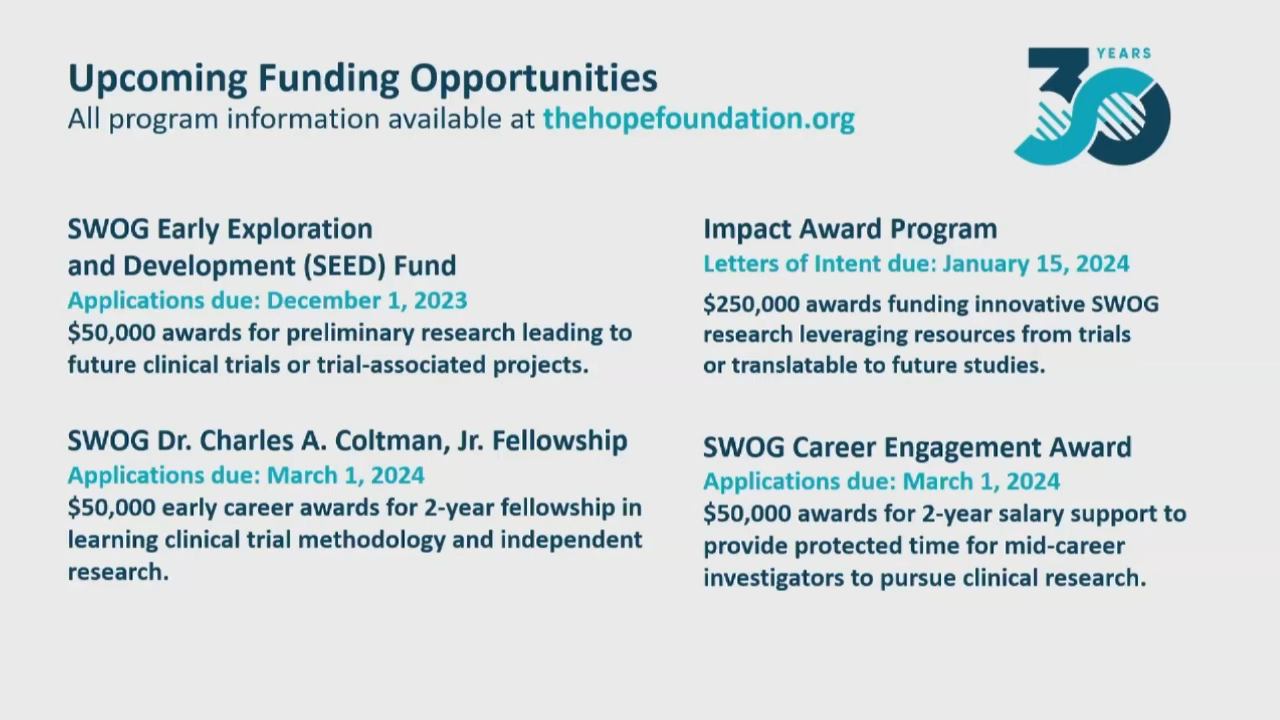 Upcoming Funding Opportunities
All program information available at thehopefoundation.org
30 YEARS
SWOG Early Exploration
and Development (SEED) Fund
Applications due: December 1, 2023
$50,000 awards for preliminary research leading to
future clinical trials or trial-associated projects.
SWOG Dr. Charles A. Coltman, Jr. Fellowship
Applications due: March 1, 2024
$50,000 early career awards for 2-year fellowship in
learning clinical trial methodology and independent
research.
Impact Award Program
Letters of Intent due: January 15, 2024
$250,000 awards funding innovative SWOG
research leveraging resources from trials
or translatable to future studies.
SWOG Career Engagement Award
Applications due: March 1, 2024
$50,000 awards for 2-year salary support to
provide protected time for mid-career
investigators to pursue clinical research.